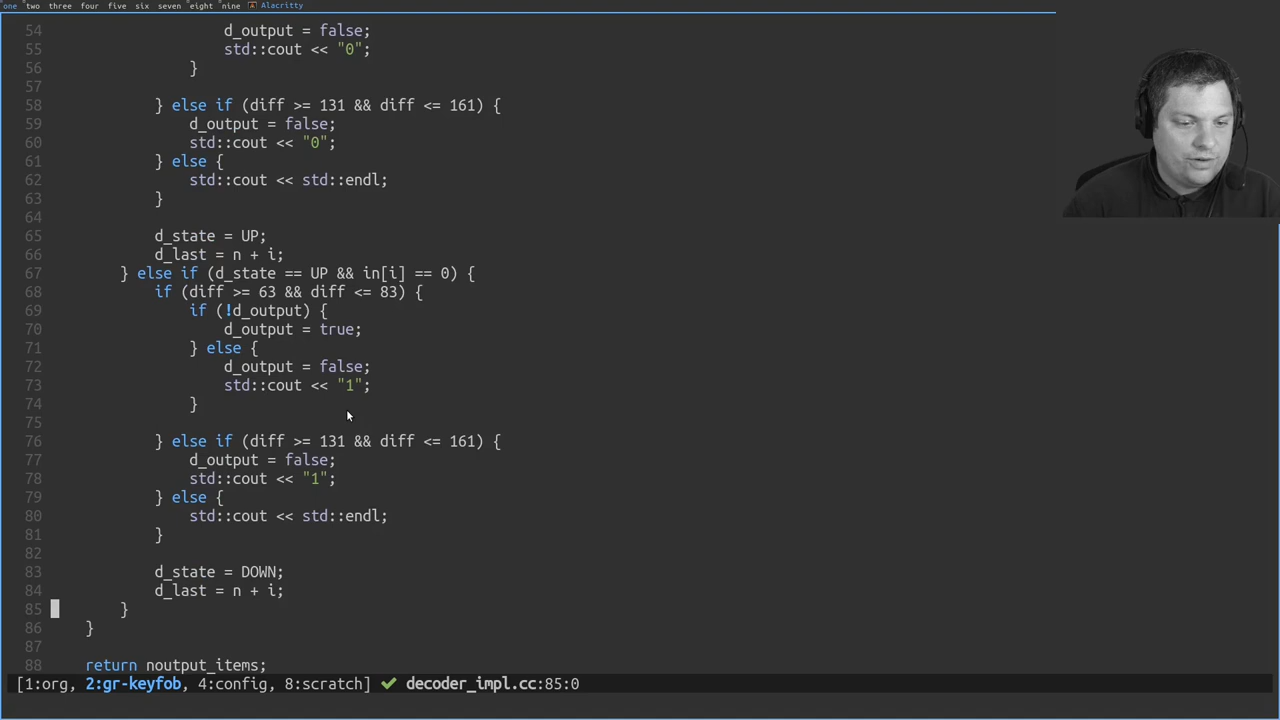 one two three four five six seven eight nine Alacritty
54 d_output = false;
55 std::cout << "0";
56 }
57
58 } else if (diff >= 131 && diff <= 161) {
59 d_output = false;
60 std::cout << "0";
61 } else {
62 std::cout << std::endl;
63 }
64
65 d_state = UP;
66 d_last = n + i;
67 } else if (d_state == UP && in[i] == 0) {
68 if (diff >= 63 && diff <= 83) {
69 if (!d_output) {
70 d_output = true;
71 } else {
72 d_output = false;
73 std::cout << "1";
74 }
75
76 } else if (diff >= 131 && diff <= 161) {
77 d_output = false;
78 std::cout << "1";
79 } else {
80 std::cout << std::endl;
81 }
82
83 d_state = DOWN;
84 d_last = n + i;
85 }
86 }
87
88 return noutput_items;
[1:org, 2:gr-keyfob, 4:config, 8:scratch] ✔ decoder_impl.cc:85:0